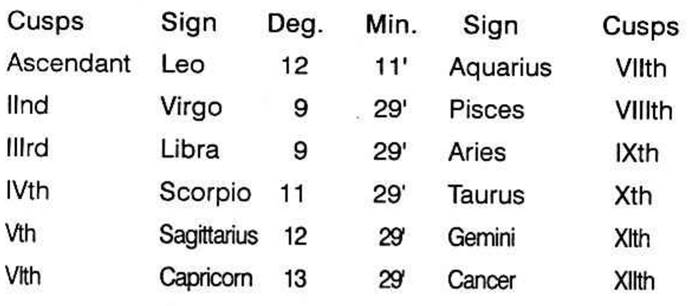 Cusps Sign Deg. Min. Sign Cusps
Ascendant Leo 12 11' Aquarius VIIth
IInd Virgo 9 29' Pisces VIIIth
IIIrd Libra 9 29' Aries IXth
IVth Scorpio 11 29' Taurus Xth
Vth Sagittarius 12 29' Gemini XIth
VIth Capricorn 13 29' Cancer XIIth